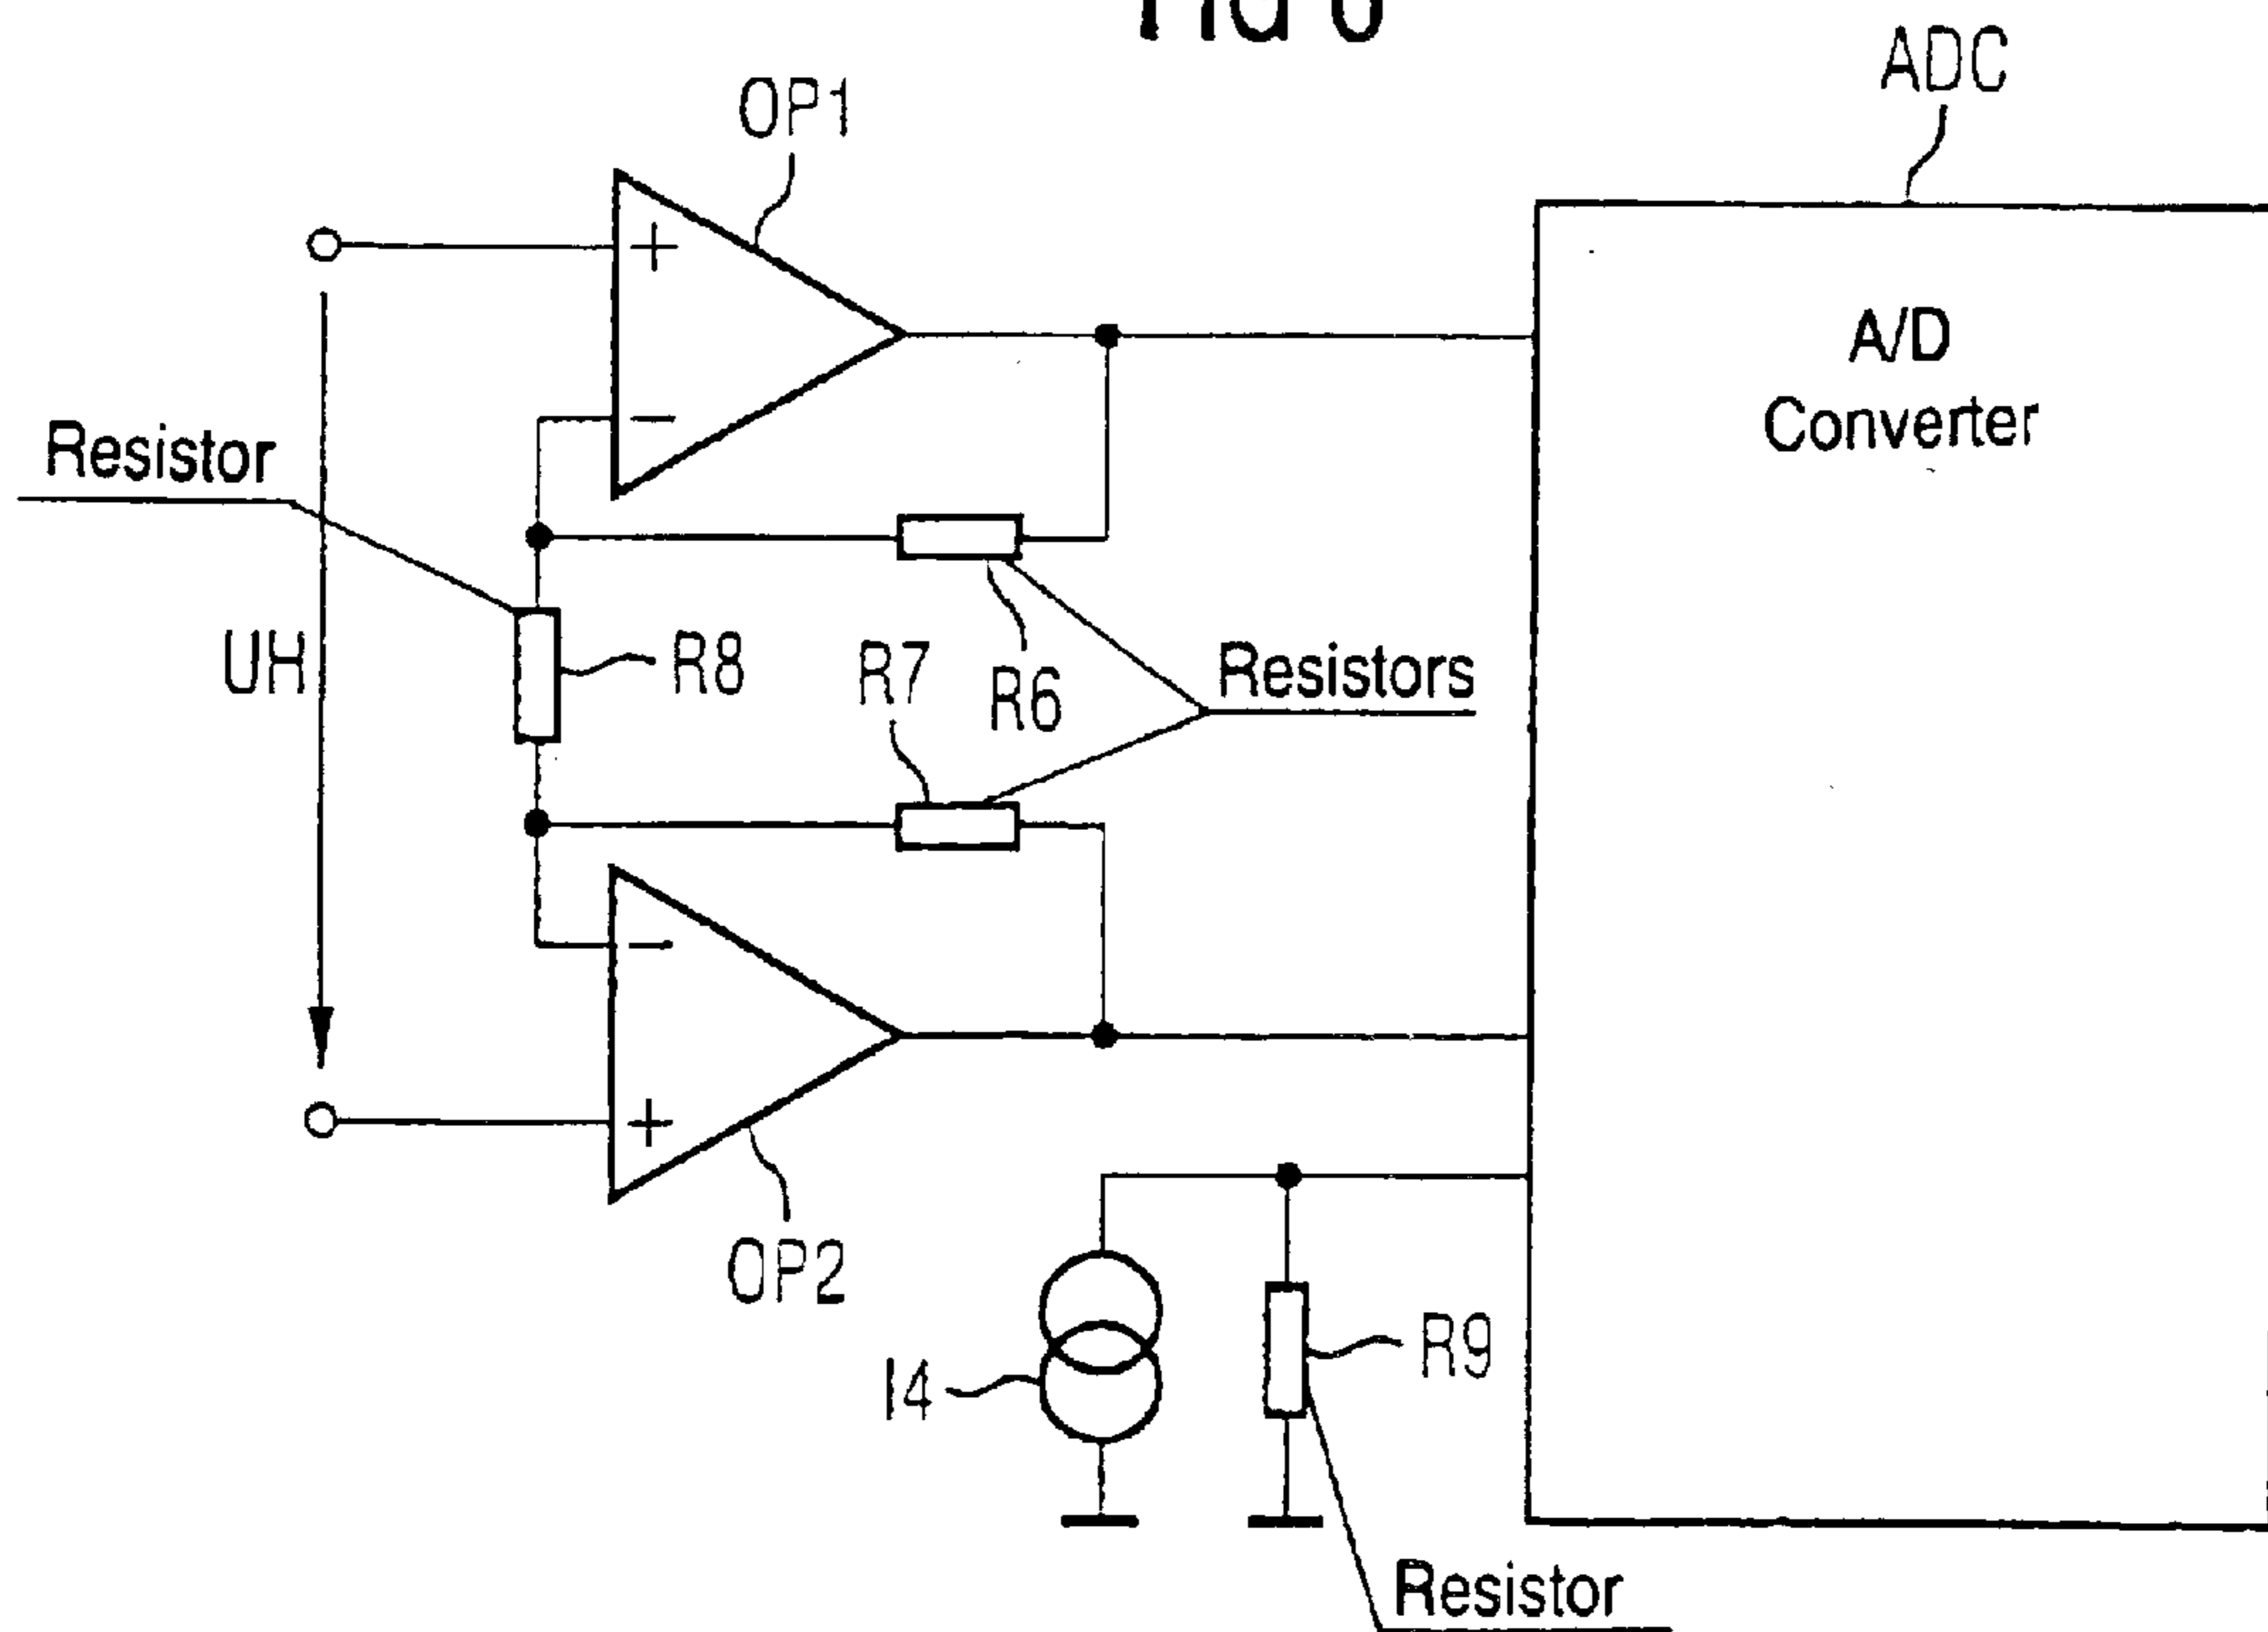 OP1
ADC
+
A/D
Converter
−
Resistor
UH
R8
R7
R6
Resistors
−
+
OP2
I4
R9
Resistor